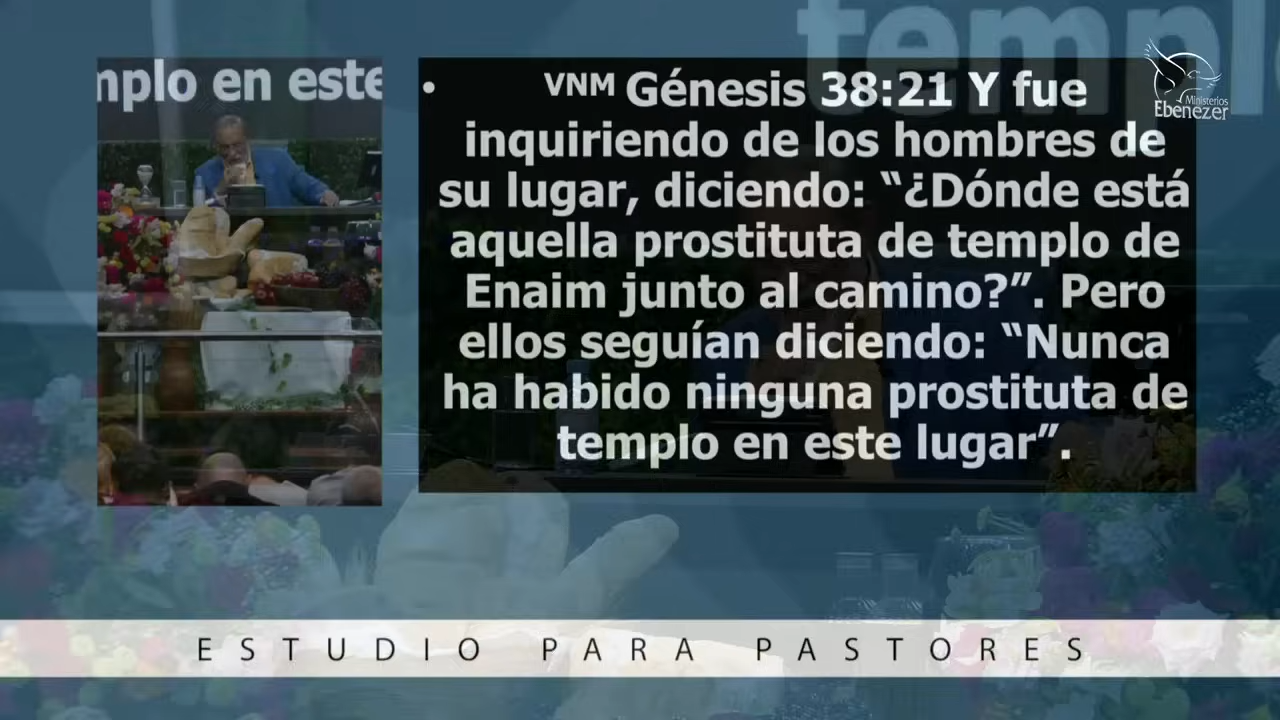 templ
mplo en este
• VNM Génesis 38:21 Y fue
inquiriendo de los hombres de
su lugar, diciendo: “¿Dónde está
aquella prostituta de templo de
Enaim junto al camino?”. Pero
ellos seguían diciendo: “Nunca
ha habido ninguna prostituta de
templo en este lugar”.
Ministerios
Ebenezer
ESTUDIO PARA PASTORES